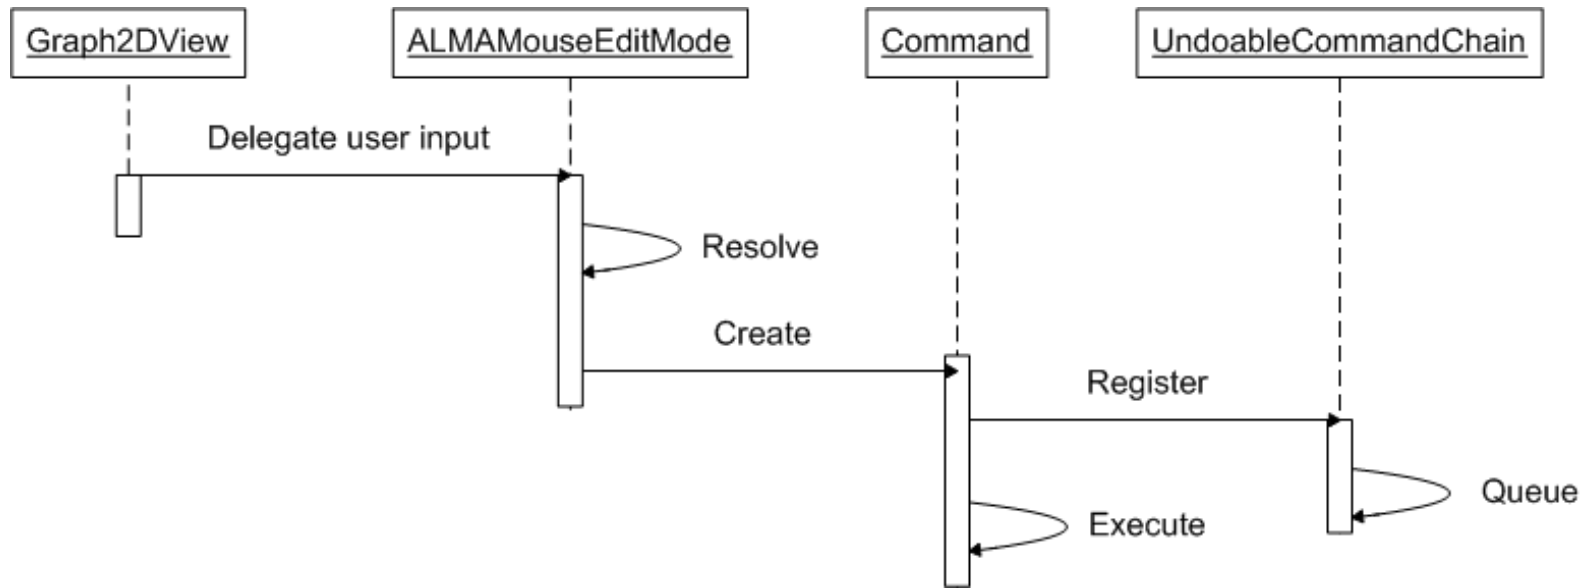 Graph2DView
ALMAMouseEditMode
Command
UndoableCommandChain
Delegate user input
Resolve
Create
Register
Queue
Execute